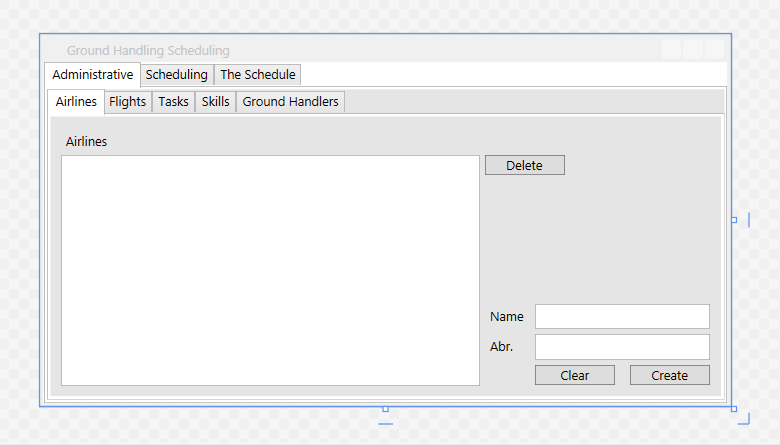 Ground Handling Scheduling
Administrative Scheduling The Schedule
Airlines Flights Tasks Skills Ground Handlers
Airlines
Delete
Name
Abr.
Clear Create